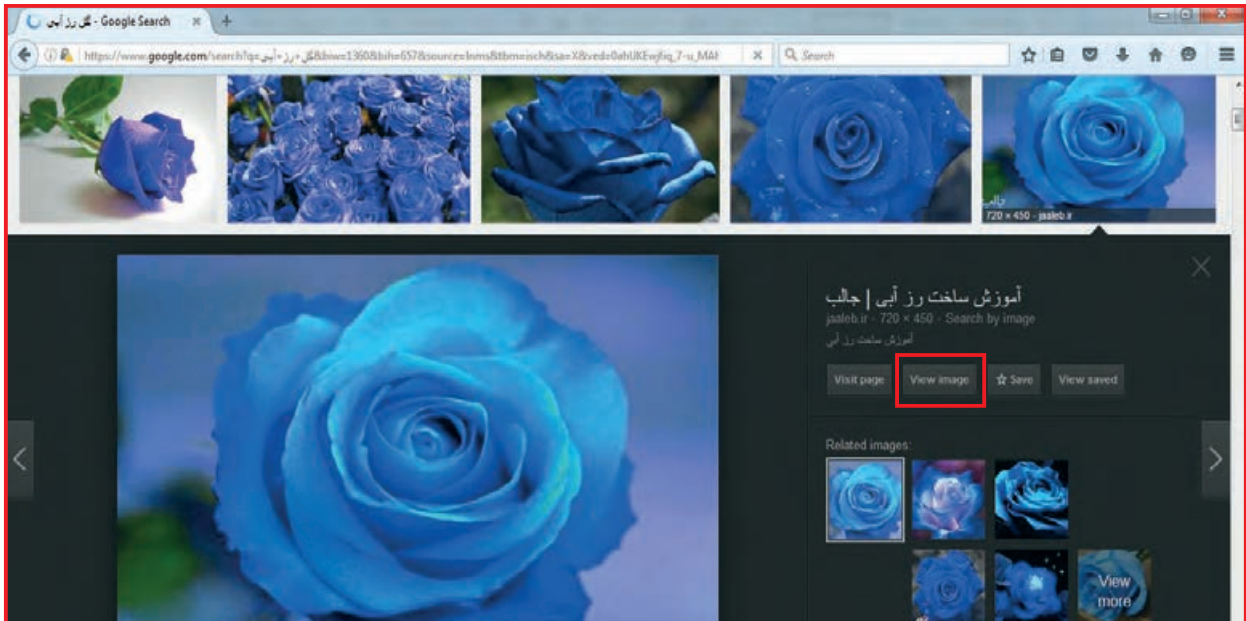 گل رز آبی - Google Search
https://www.google.com/search?q=گل+رز+آبی&biw=1360&bih=657&source=lnms&tbm=isch&sa=X&ved=0ahUKEwjfiq_7-u_MAh
Search
جالب
720 × 450 - jaaleb.ir
آموزش ساخت رز آبی | جالب
jaaleb.ir - 720 × 450 - Search by image
آموزش ساخت رز آبی
Visit page View image Save View saved
Related images:
View
more